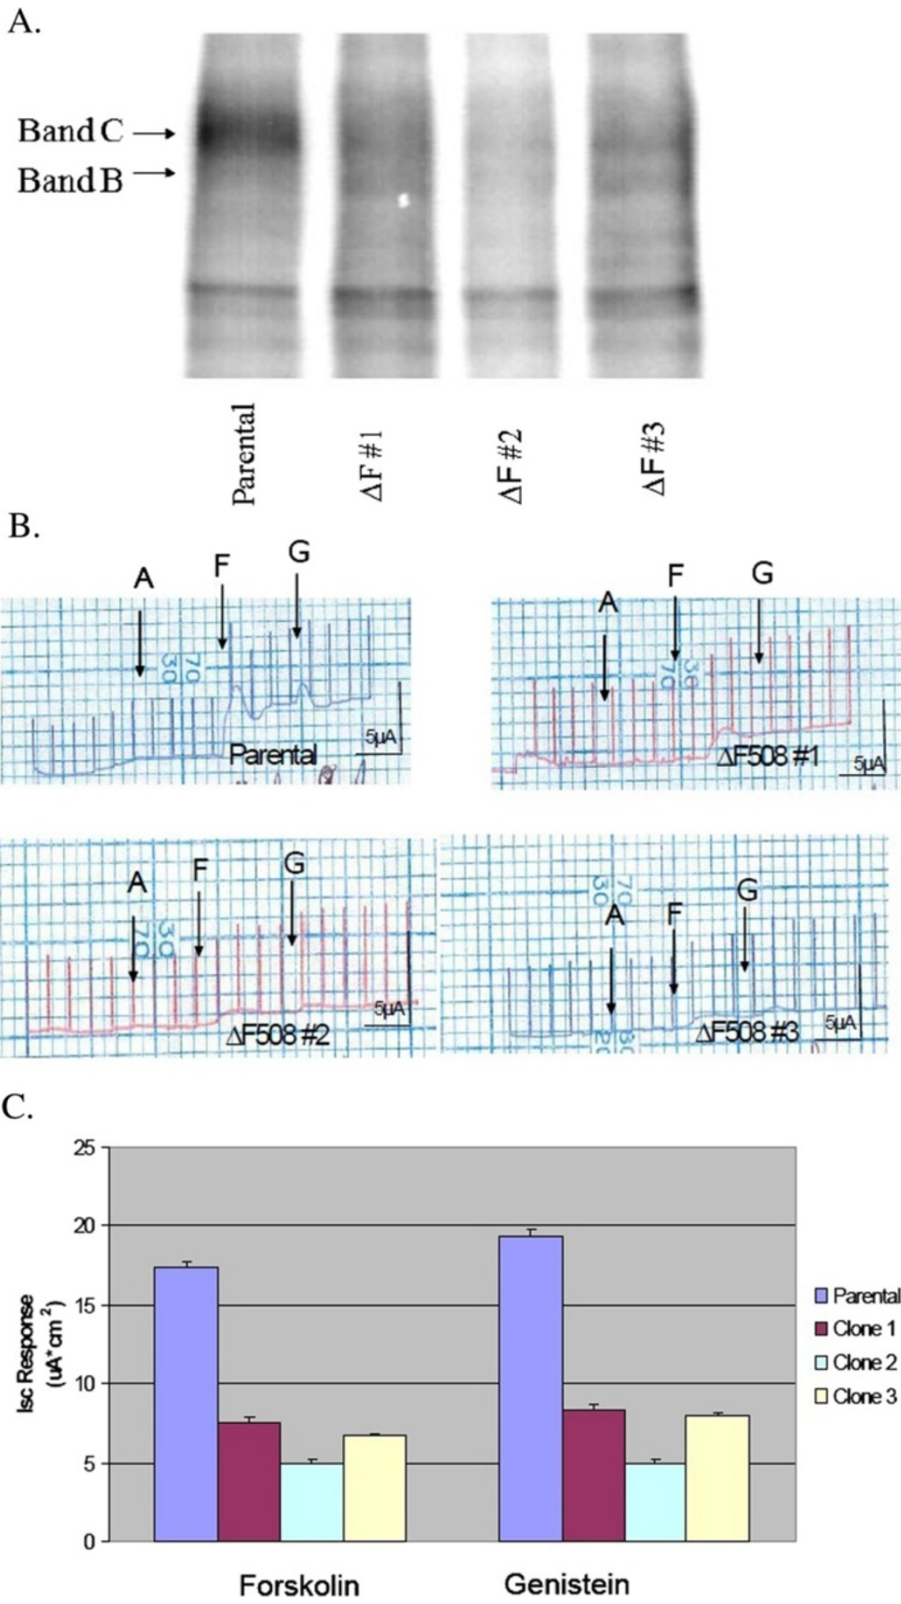 A.
Band C
Band B
Parental
ΔF #1
ΔF #2
ΔF #3
B.
A F G
30 70
Parental
5µA
A F G
70 30
ΔF508 #1
5µA
A F G
70 30
ΔF508 #2
5µA
30 70
A F G
ΔF508 #3
5µA
C.
25
20
15
10
5
0
Isc Response
(uA*cm²)
Forskolin
Genistein
Parental
Clone 1
Clone 2
Clone 3